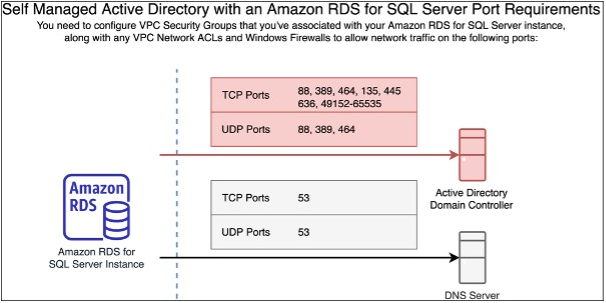 Self Managed Active Directory with an Amazon RDS for SQL Server Port Requirements
You need to configure VPC Security Groups that you've associated with your Amazon RDS for SQL Server instance,
along with any VPC Network ACLs and Windows Firewalls to allow network traffic on the following ports:
TCP Ports 88, 389, 464, 135, 445
636, 49152-65535
UDP Ports 88, 389, 464
Active Directory
Domain Controller
Amazon
RDS
Amazon RDS for
SQL Server Instance
TCP Ports 53
UDP Ports 53
DNS Server